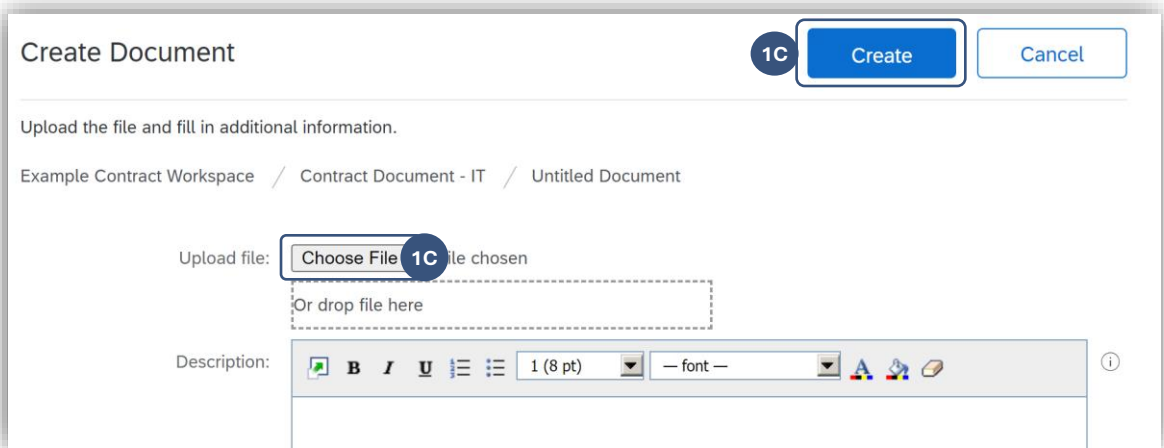 Create Document
1C
Create
Cancel
Upload the file and fill in additional information.
Example Contract Workspace / Contract Document - IT / Untitled Document
Upload file: Choose File 1C ile chosen
Or drop file here
Description: B I U 1 (8 pt) — font — A i